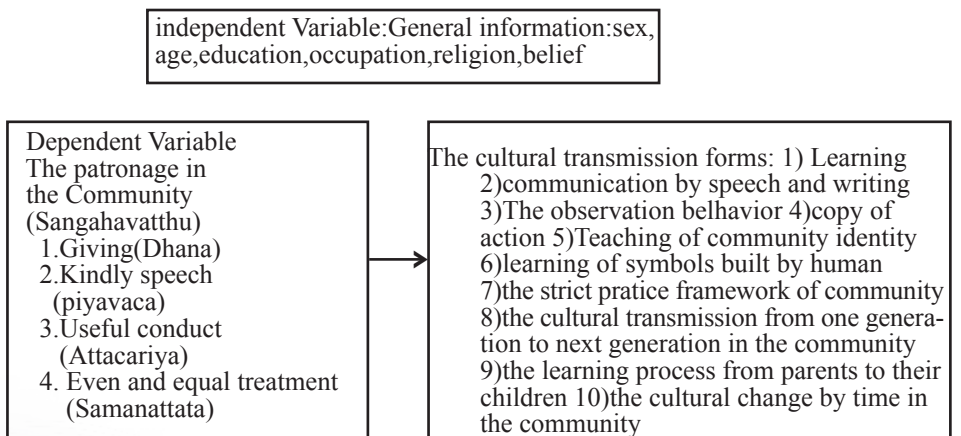 independent Variable:General information:sex,
age,education,occupation,religion,belief
Dependent Variable
The patronage in
the Community
(Sangahavatthu)
1.Giving(Dhana)
2.Kindly speech
(piyavaca)
3.Useful conduct
(Attacariya)
4. Even and equal treatment
(Samanattata)
The cultural transmission forms: 1) Learning
2)communication by speech and writing
3)The observation belhavior 4)copy of
action 5)Teaching of community identity
6)learning of symbols built by human
7)the strict pratice framework of community
8)the cultural transmission from one genera-
tion to next generation in the community
9)the learning process from parents to their
children 10)the cultural change by time in
the community